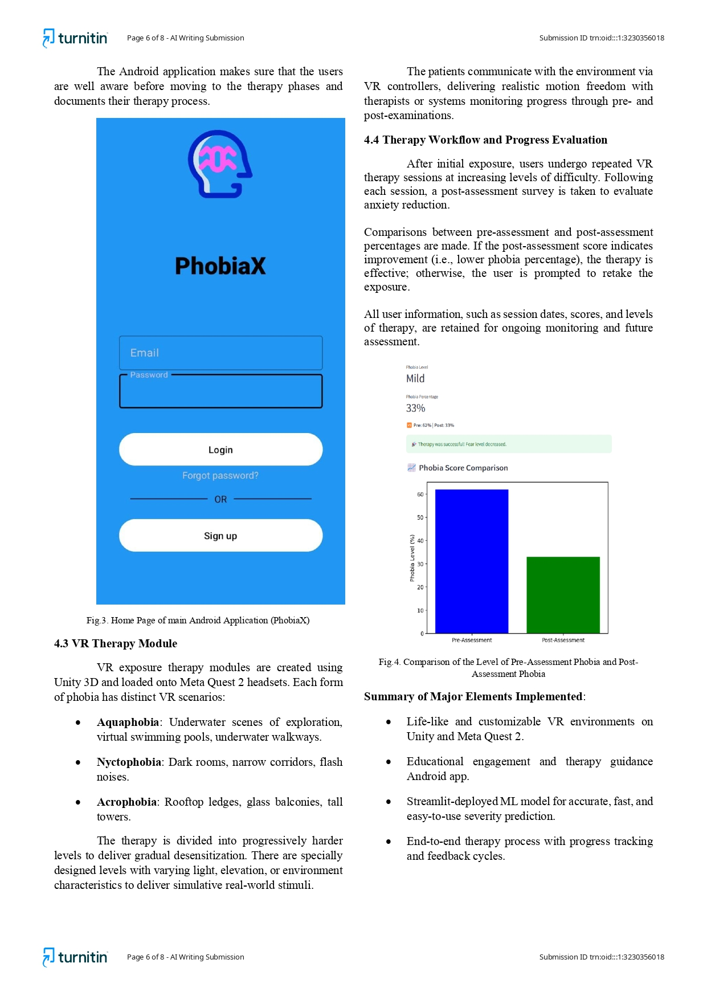 turnitin
Page 6 of 8 - AI Writing Submission
Submission ID trn:oid:::1:3230356018
The Android application makes sure that the users
are well aware before moving to the therapy phases and
documents their therapy process.
PhobiaX
Email
Password
Login
Forgot password?
OR
Sign up
Fig.3. Home Page of main Android Application (PhobiaX)
4.3 VR Therapy Module
VR exposure therapy modules are created using
Unity 3D and loaded onto Meta Quest 2 headsets. Each form
of phobia has distinct VR scenarios:
• Aquaphobia: Underwater scenes of exploration,
virtual swimming pools, underwater walkways.
• Nyctophobia: Dark rooms, narrow corridors, flash
noises.
• Acrophobia: Rooftop ledges, glass balconies, tall
towers.
The therapy is divided into progressively harder
levels to deliver gradual desensitization. There are specially
designed levels with varying light, elevation, or environment
characteristics to deliver simulative real-world stimuli.
The patients communicate with the environment via
VR controllers, delivering realistic motion freedom with
therapists or systems monitoring progress through pre- and
post-examinations.
4.4 Therapy Workflow and Progress Evaluation
After initial exposure, users undergo repeated VR
therapy sessions at increasing levels of difficulty. Following
each session, a post-assessment survey is taken to evaluate
anxiety reduction.
Comparisons between pre-assessment and post-assessment
percentages are made. If the post-assessment score indicates
improvement (i.e., lower phobia percentage), the therapy is
effective; otherwise, the user is prompted to retake the
exposure.
All user information, such as session dates, scores, and levels
of therapy, are retained for ongoing monitoring and future
assessment.
Phobia Level
Mild
Phobia Percentage
33%
Pre: 62% | Post: 33%
Therapy was successful! Fear level decreased.
Phobia Score Comparison
Phobia Level (%)
60
50
40
30
20
10
0
Pre-Assessment
Post-Assessment
Fig.4. Comparison of the Level of Pre-Assessment Phobia and Post-
Assessment Phobia
Summary of Major Elements Implemented:
• Life-like and customizable VR environments on
Unity and Meta Quest 2.
• Educational engagement and therapy guidance
Android app.
• Streamlit-deployed ML model for accurate, fast, and
easy-to-use severity prediction.
• End-to-end therapy process with progress tracking
and feedback cycles.
turnitin
Page 6 of 8 - AI Writing Submission
Submission ID trn:oid:::1:3230356018